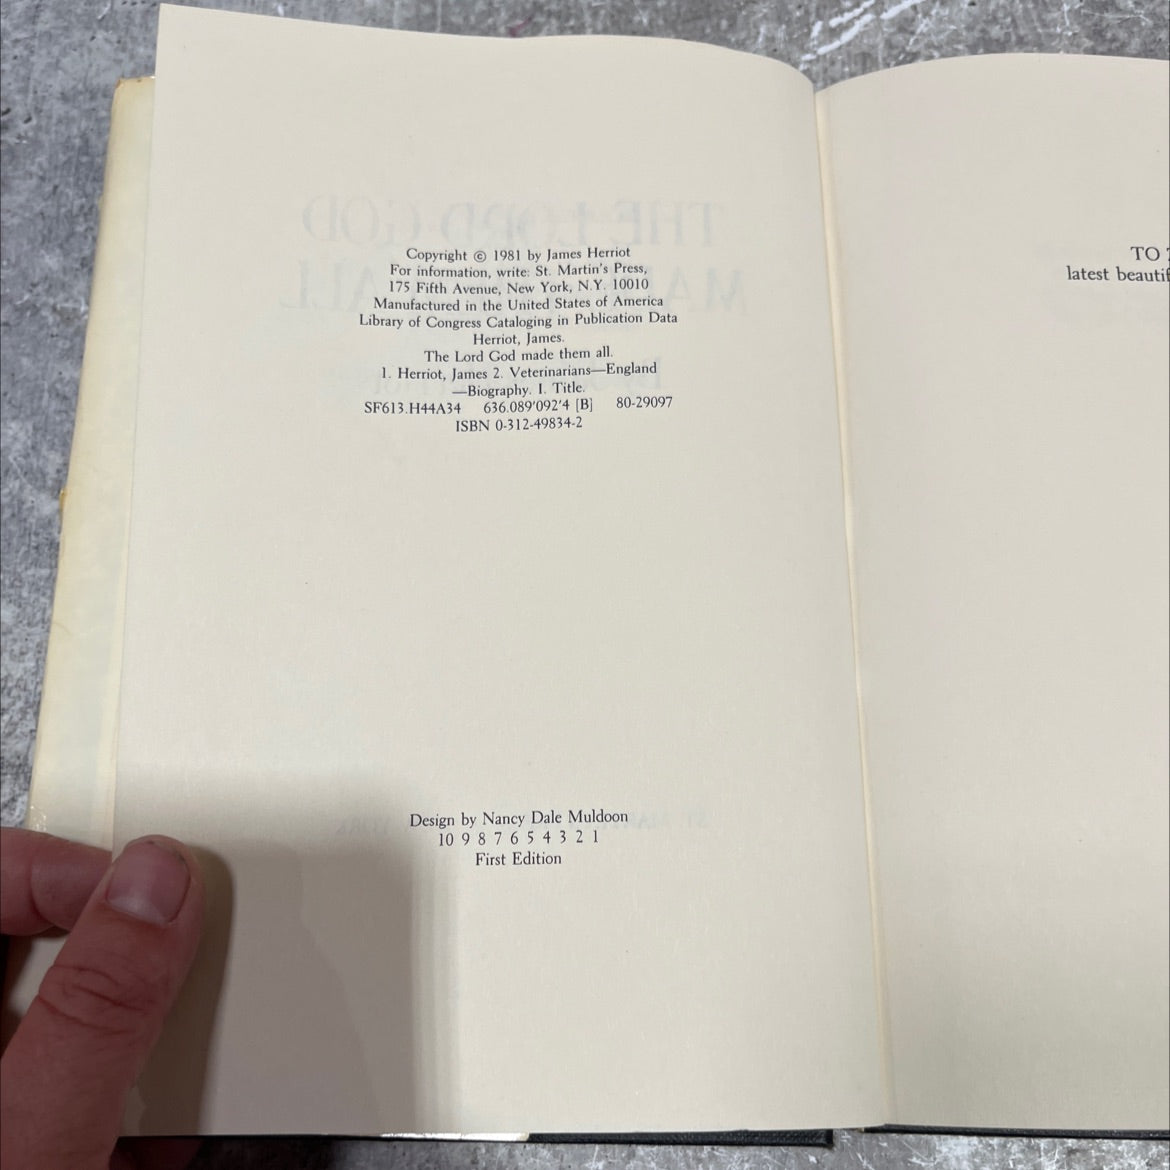 Copyright © 1981 by James Herriot
For information, write: St. Martin's Press,
175 Fifth Avenue, New York, N.Y. 10010
Manufactured in the United States of America
Library of Congress Cataloging in Publication Data
Herriot, James.
The Lord God made them all.
1. Herriot, James 2. Veterinarians—England
—Biography. I. Title.
SF613.H44A34 636.089'092'4 [B] 80-29097
ISBN 0-312-49834-2
Design by Nancy Dale Muldoon
10 9 8 7 6 5 4 3 2 1
First Edition
TO
latest